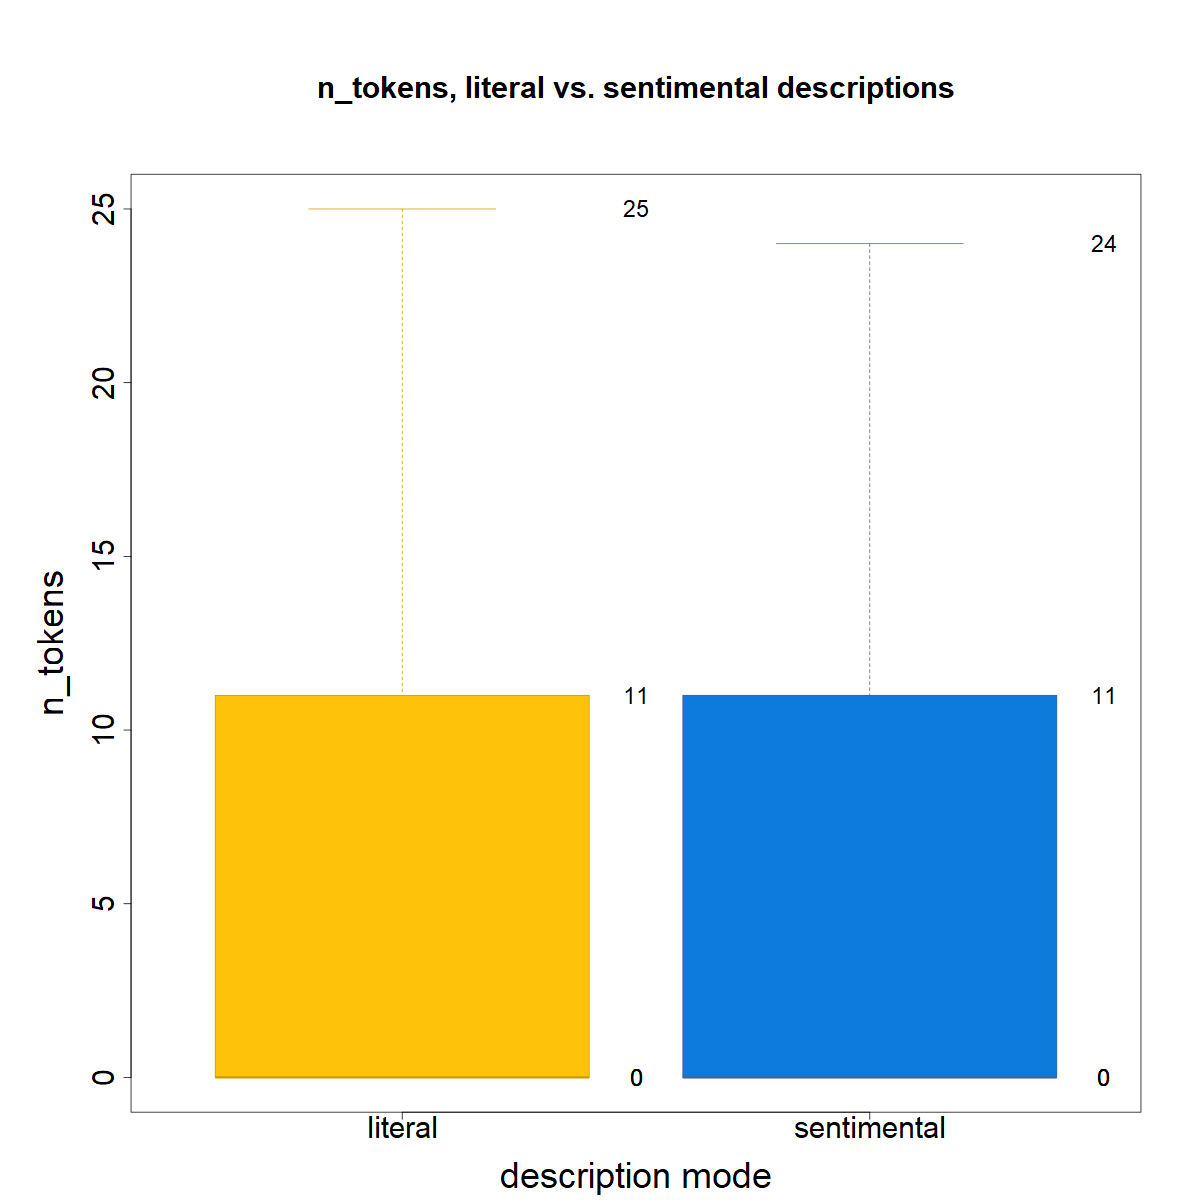 n_tokens, literal vs. sentimental descriptions
n_tokens
25
20
15
10
5
0
25
11
0
24
11
0
literal
sentimental
description mode